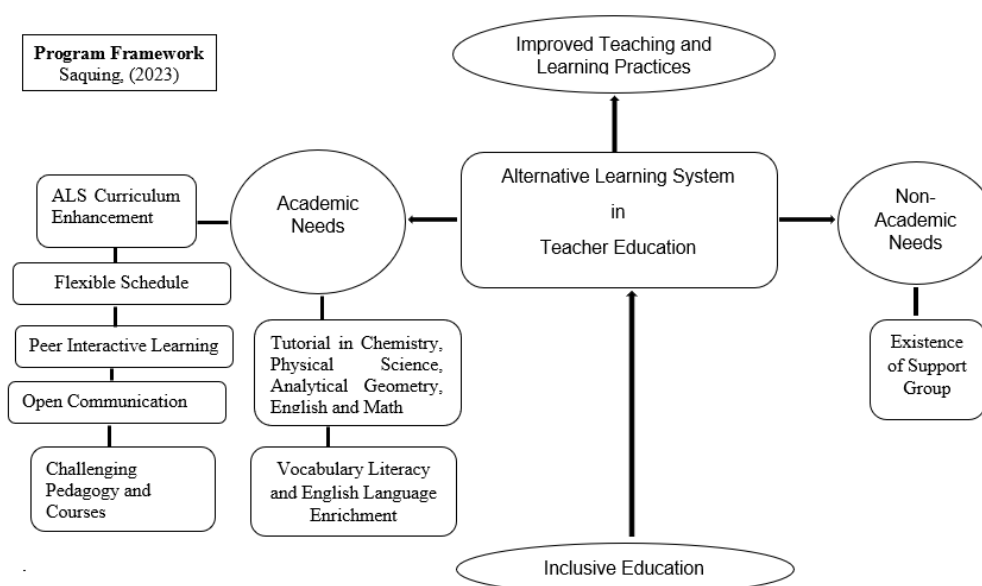 Program Framework
Saquing, (2023)
Improved Teaching and
Learning Practices
ALS Curriculum
Enhancement
Academic
Needs
Alternative Learning System
in
Teacher Education
Non-
Academic
Needs
Flexible Schedule
Peer Interactive Learning
Open Communication
Challenging
Pedagogy and
Courses
Tutorial in Chemistry,
Physical Science,
Analytical Geometry,
English and Math
Vocabulary Literacy
and English Language
Enrichment
Existence
of Support
Group
Inclusive Education
.